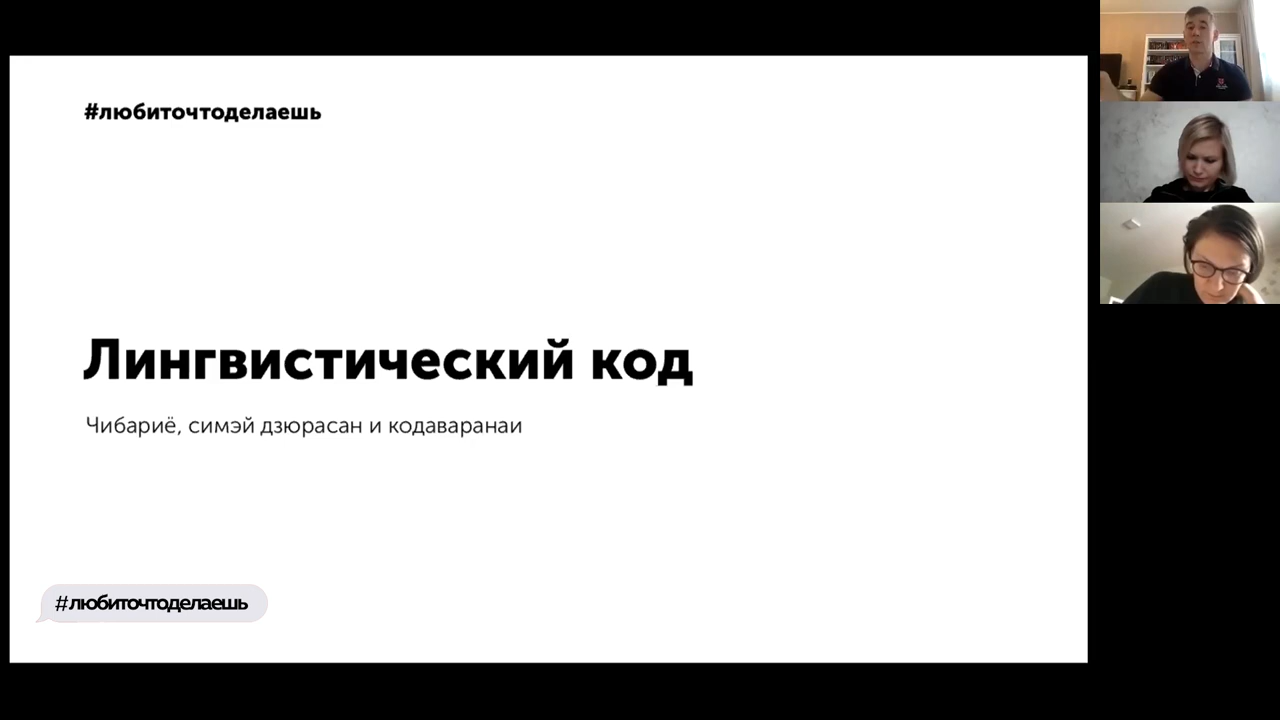 #любиточтоделаешь
Лингвистический код
Чибариё, симэй дзюрасан и кодаваранаи
#любиточтоделаешь